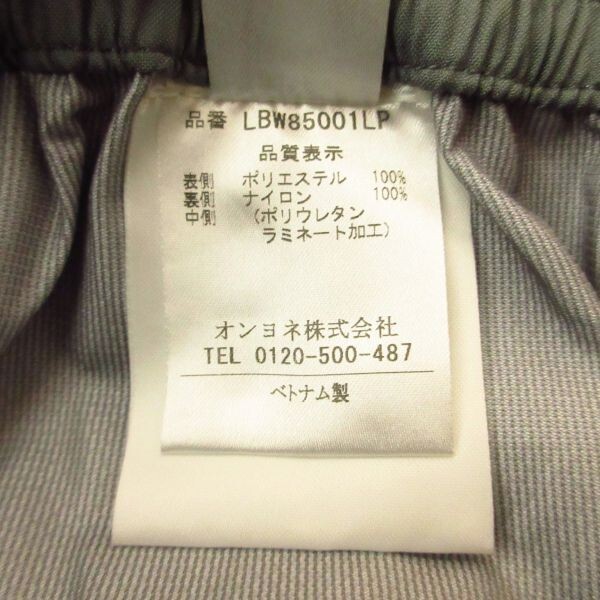 品番 LBW85001LP
品質表示
表側 ポリエステル 100%
裏側 ナイロン 100%
中側 (ポリウレタン
ラミネート加工)
オンヨネ株式会社
TEL 0120-500-487
ベトナム製